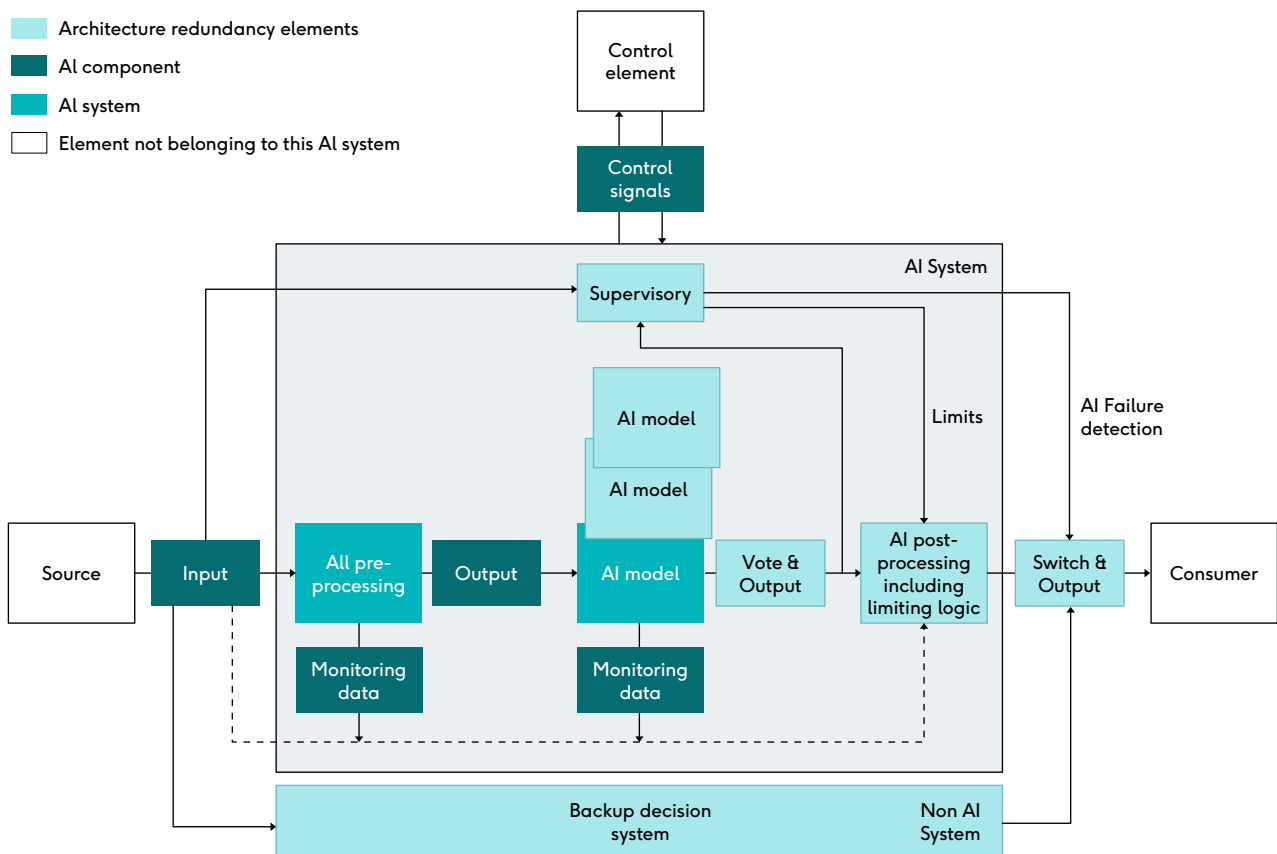 Architecture redundancy elements
AI component
AI system
Element not belonging to this AI system
Control
element
Control
signals
AI System
Supervisory
AI model
AI model
Limits
AI Failure
detection
Source
Input
All pre-
processing
Output
AI model
Vote &
Output
AI post-
processing
including
limiting logic
Switch &
Output
Consumer
Monitoring
data
Monitoring
data
Backup decision
system
Non AI
System